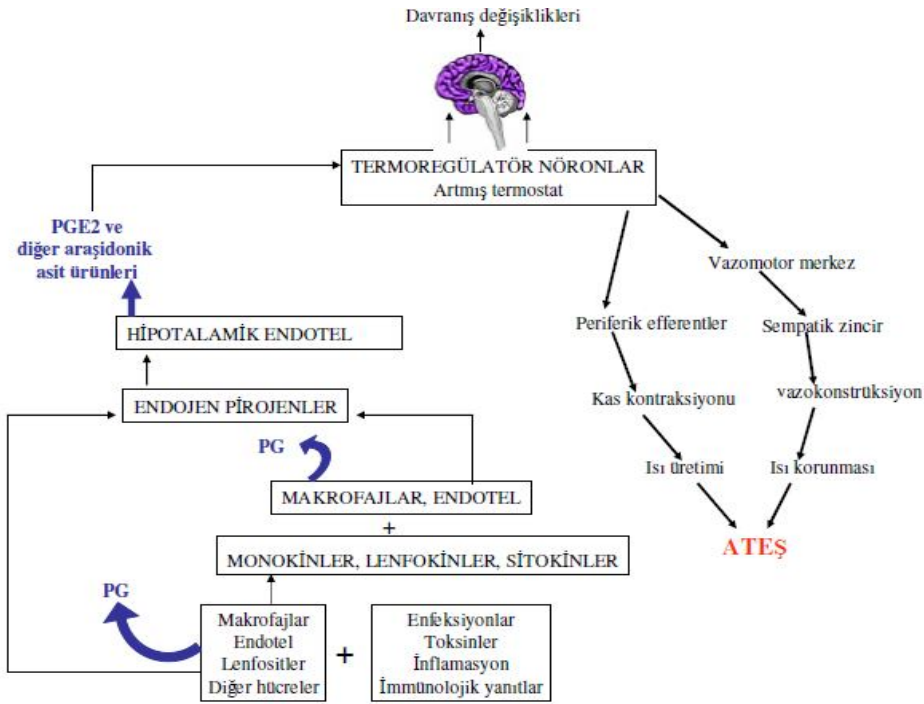 Davranış değişiklikleri
TERMOREGÜLATÖR NÖRONLAR
Artmış termostat
PGE2 ve
diğer araşidonik
asit ürünleri
Vazomotor merkez
HİPOTALAMİK ENDOTEL
Periferik efferentler
Sempatik zincir
ENDOJEN PİROJENLER
Kas kontraksiyonu
vazokonstrüksiyon
PG
Isı üretimi
Isı korunması
MAKROFAJLAR, ENDOTEL
+
ATEŞ
MONOKİNLER, LENFOKİNLER, SİTOKİNLER
PG
Makrofajlar
Endotel
Lenfositler
Diğer hücreler
+
Enfeksiyonlar
Toksinler
İnflamasyon
İmmünolojik yanıtlar